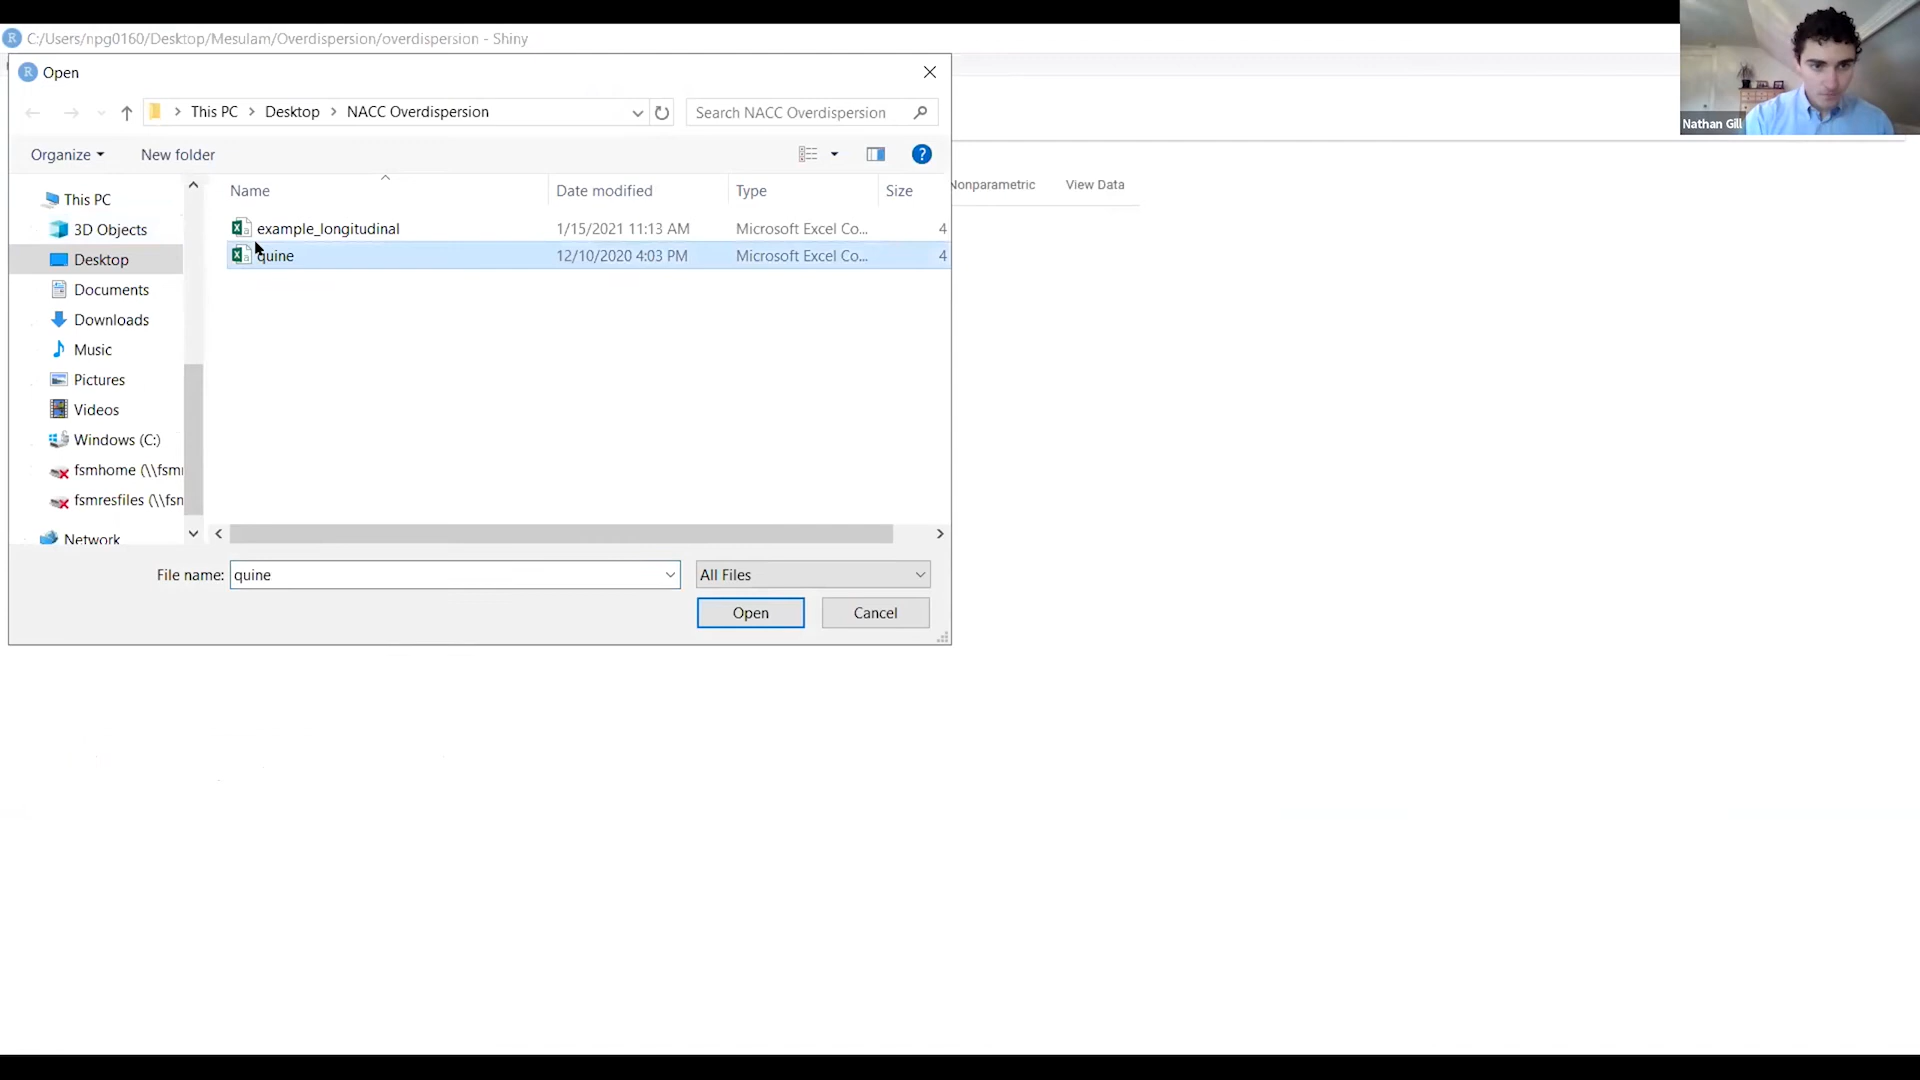 C:/Users/npg0160/Desktop/Mesulam/Overdispersion/overdispersion - Shiny
Open
This PC > Desktop > NACC Overdispersion
Search NACC Overdispersion
Organize
New folder
Name
Date modified
Type
Size
example_longitudinal
1/15/2021 11:13 AM
Microsoft Excel Co...
4
quine
12/10/2020 4:03 PM
Microsoft Excel Co...
4
This PC
3D Objects
Desktop
Documents
Downloads
Music
Pictures
Videos
Windows (C:)
fsmhome (\\fsm
fsmresfiles (\\fsn
Network
File name:
quine
All Files
Open
Cancel
Nonparametric
View Data
Nathan Gill